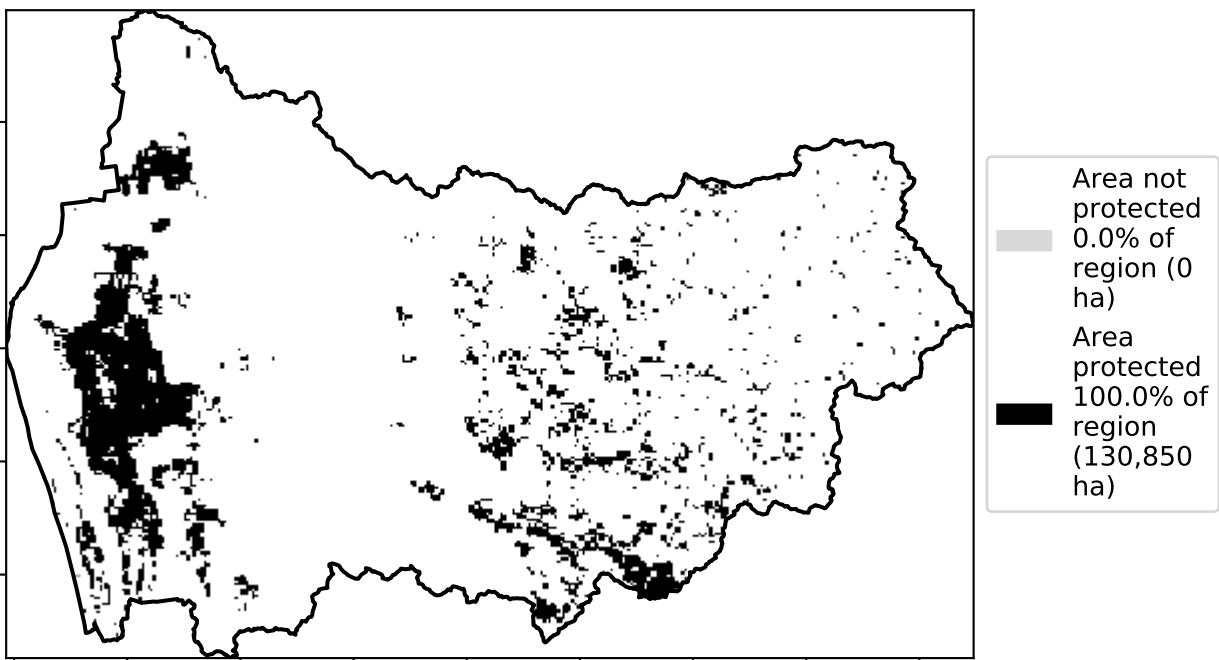 Area not
protected
0.0% of
region (0
ha)
Area
protected
100.0% of
region
(130,850
ha)